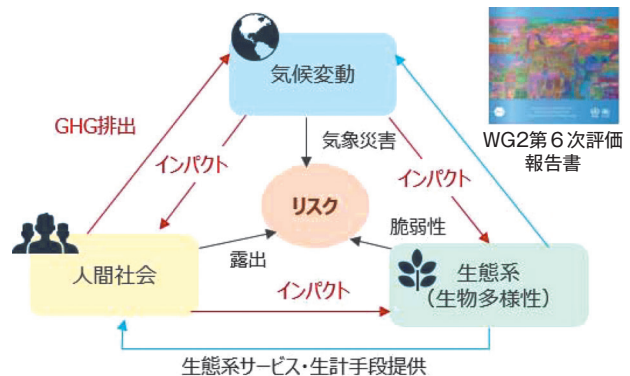 気候変動
WG2第6次評価
報告書
GHG排出
気象災害
インパクト
インパクト
リスク
脆弱性
露出
人間社会
インパクト
生態系
(生物多様性)
生態系サービス・生計手段提供